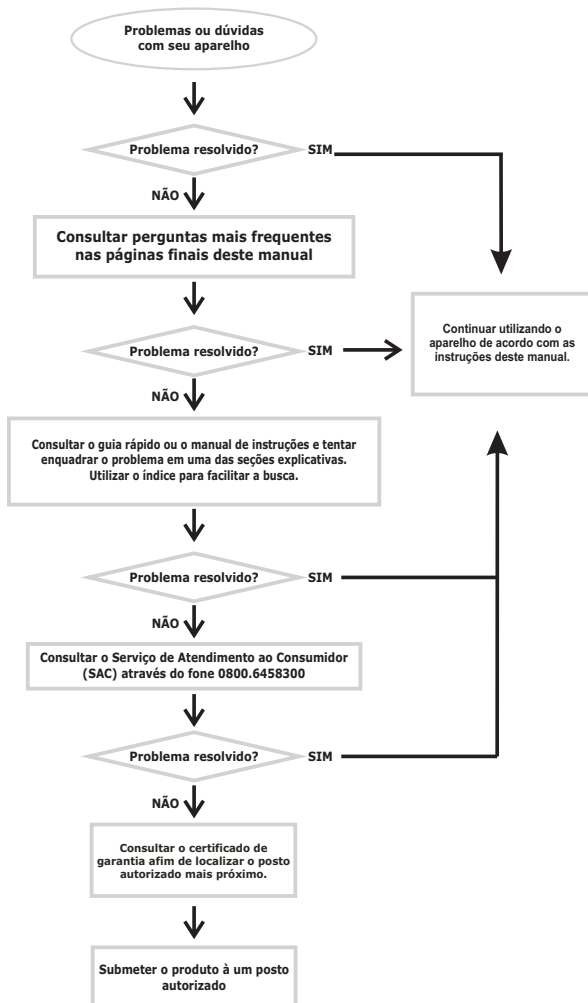 Problemas ou dúvidas
com seu aparelho
Problema resolvido?
SIM
NÃO
Consultar perguntas mais frequentes
nas páginas finais deste manual
Continuar utilizando o
aparelho de acordo com as
instruções deste manual.
Problema resolvido?
SIM
NÃO
Consultar o guia rápido ou o manual de instruções e tentar
enquadrar o problema em uma das seções explicativas.
Utilizar o índice para facilitar a busca.
Problema resolvido?
SIM
NÃO
Consultar o Serviço de Atendimento ao Consumidor
(SAC) através do fone 0800.6458300
Problema resolvido?
SIM
NÃO
Consultar o certificado de
garantia afim de localizar o posto
autorizado mais próximo.
Submeter o produto à um posto
autorizado